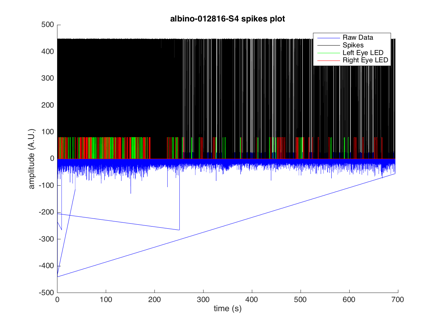 albino-012816-S4 spikes plot
500
400
300
200
100
0
-100
-200
-300
-400
-500
amplitude (A.U.)
Raw Data
Spikes
Left Eye LED
Right Eye LED
0 100 200 300 400 500 600 700
time (s)